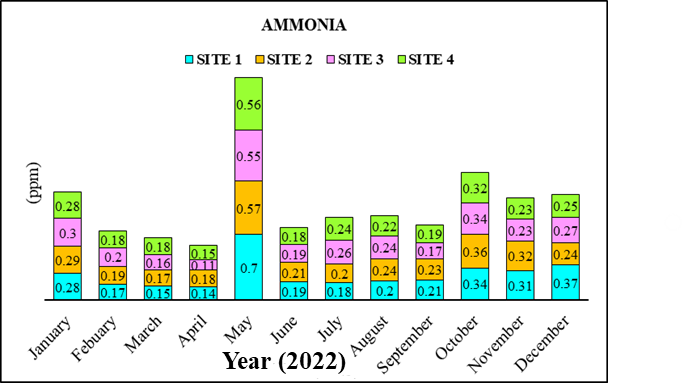 AMMONIA
SITE 1 SITE 2 SITE 3 SITE 4
(ppm)
0.28 0.18 0.18 0.15 0.56 0.18 0.24 0.22 0.19 0.32 0.23 0.25
0.3 0.2 0.16 0.11 0.55 0.19 0.26 0.24 0.17 0.34 0.23 0.27
0.29 0.19 0.17 0.18 0.57 0.21 0.2 0.24 0.23 0.36 0.32 0.24
0.28 0.17 0.15 0.14 0.7 0.19 0.18 0.2 0.21 0.34 0.31 0.37
January Febuary March April May June July August September October November December
Year (2022)